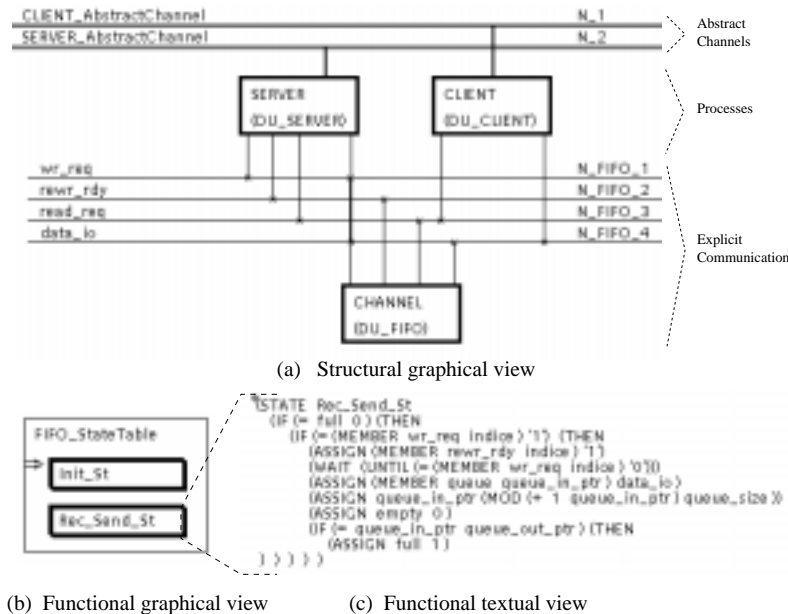 CLIENT_AbstractChannel N_1
SERVER_AbstractChannel N_2
Abstract
Channels
SERVER
(DU_SERVER)
CLIENT
(DU_CLIENT)
Processes
wr_req N_FIFO_1
rewr_rdy N_FIFO_2
read_req N_FIFO_3
data_io N_FIFO_4
Explicit
Communication
CHANNEL
(DU_FIFO)
(a) Structural graphical view
FIFO_StateTable
Init_St
Rec_Send_St
(STATE Rec_Send_St
(IF (= full 0 ) (THEN
(IF (= (MEMBER wr_req indice ) '1') (THEN
(ASSIGN (MEMBER rewr_rdy indice ) '1')
(WAIT (UNTIL (= (MEMBER wr_req indice ) '0')))
(ASSIGN (MEMBER queue queue_in_ptr ) data_io )
(ASSIGN queue_in_ptr (MOD (+ 1 queue_in_ptr ) queue_size ))
(ASSIGN empty 0 )
(IF (= queue_in_ptr queue_out_ptr ) (THEN
(ASSIGN full 1 )
) ) ) ) )
(b) Functional graphical view (c) Functional textual view